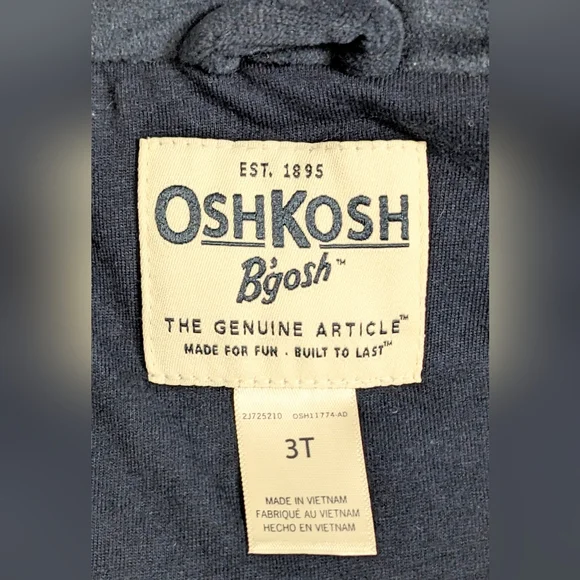 EST. 1895
OSHKOSH
B'gosh™
THE GENUINE ARTICLE™
MADE FOR FUN · BUILT TO LAST™
2J725210 OSH11774-AD
3T
MADE IN VIETNAM
FABRIQUÉ AU VIETNAM
HECHO EN VIETNAM